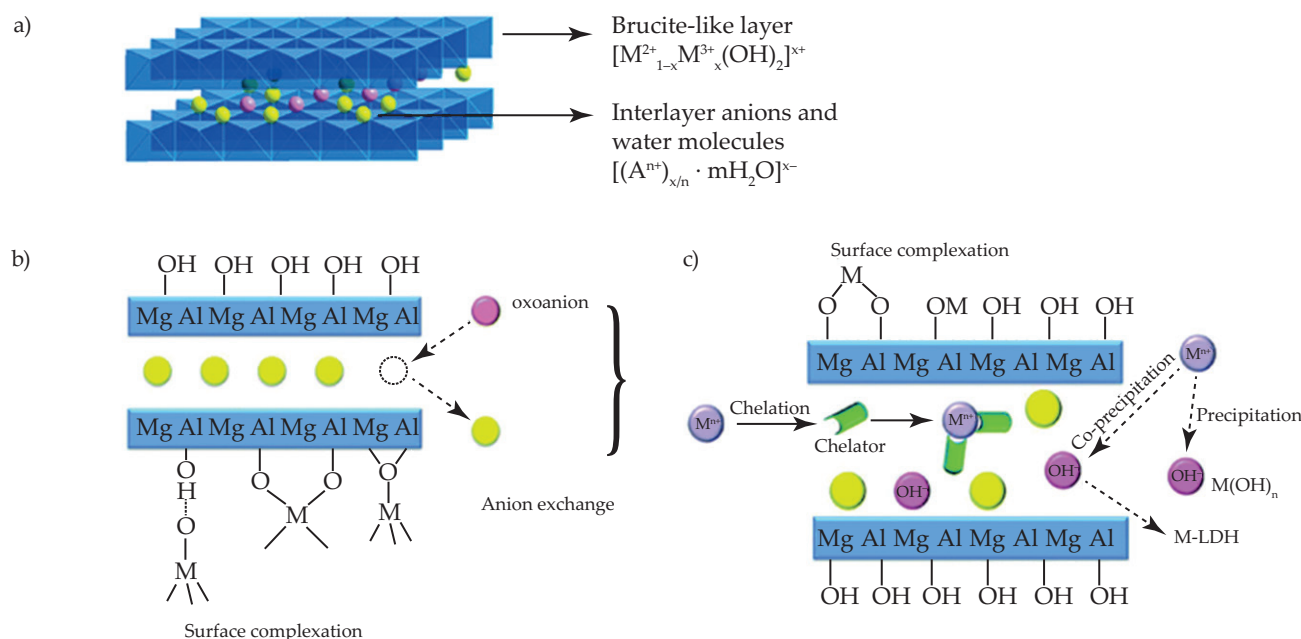 a)
Brucite-like layer
[M²⁺₁₋ₓM³⁺ₓ(OH)₂]ˣ⁺
Interlayer anions and
water molecules
[(Aⁿ⁺)ₓ/ₙ · mH₂O]ˣ⁻
b)
OH OH OH OH OH
Mg Al Mg Al Mg Al Mg Al
oxoanion
Mg Al Mg Al Mg Al Mg Al
O
H
O
M
O O
M
O
M
Anion exchange
Surface complexation
c)
Surface complexation
M
O O OM OH OH OH
Mg Al Mg Al Mg Al
Mⁿ⁺
Co-precipitation
Precipitation
Mⁿ⁺
Chelation
Chelator
Mⁿ⁺
OH⁻
OH⁻
OH⁻
M(OH)ₙ
M-LDH
Mg Al Mg Al Mg Al Mg Al
OH OH OH OH OH OH